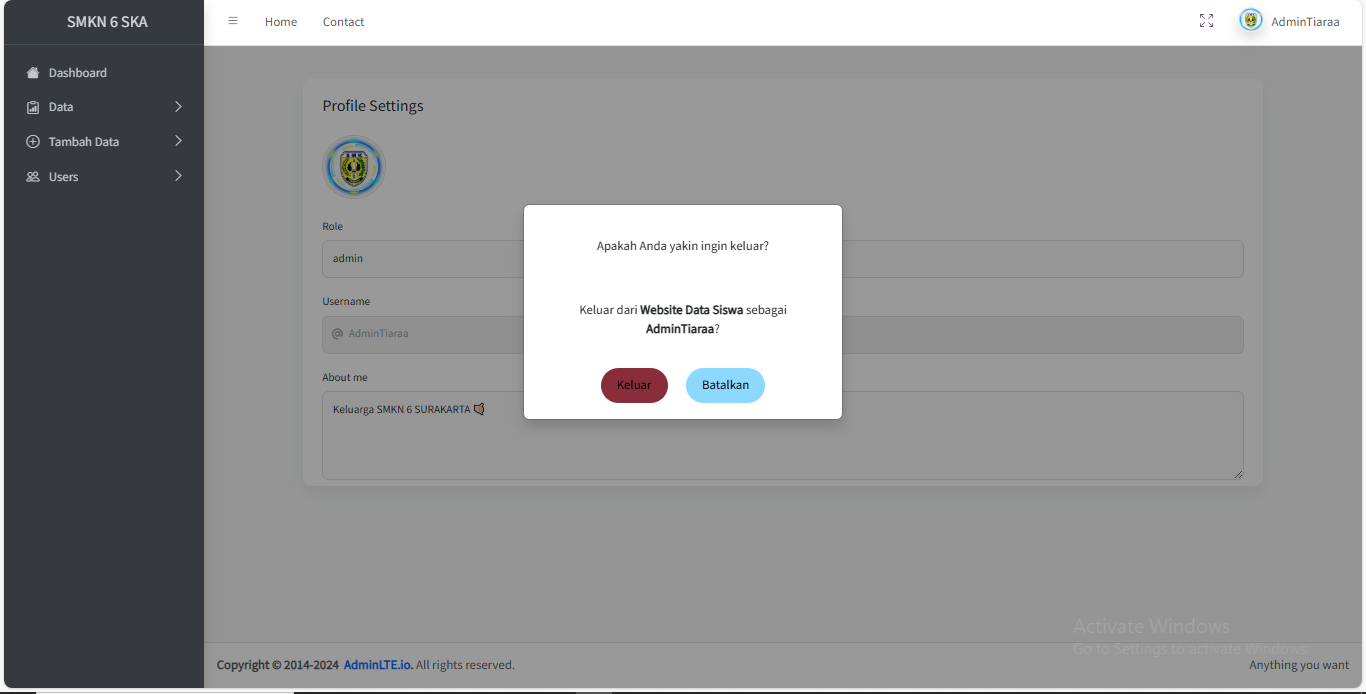 SMKN 6 SKA
Home
Contact
AdminTiaraa
Dashboard
Data
Tambah Data
Users
Profile Settings
SMK
Role
admin
Username
@ AdminTiaraa
About me
Keluarga SMKN 6 SURAKARTA
Apakah Anda yakin ingin keluar?
Keluar dari Website Data Siswa sebagai
AdminTiaraa?
Keluar
Batalkan
Activate Windows
Go to Settings to activate Windows.
Copyright © 2014-2024 AdminLTE.io. All rights reserved.
Anything you want